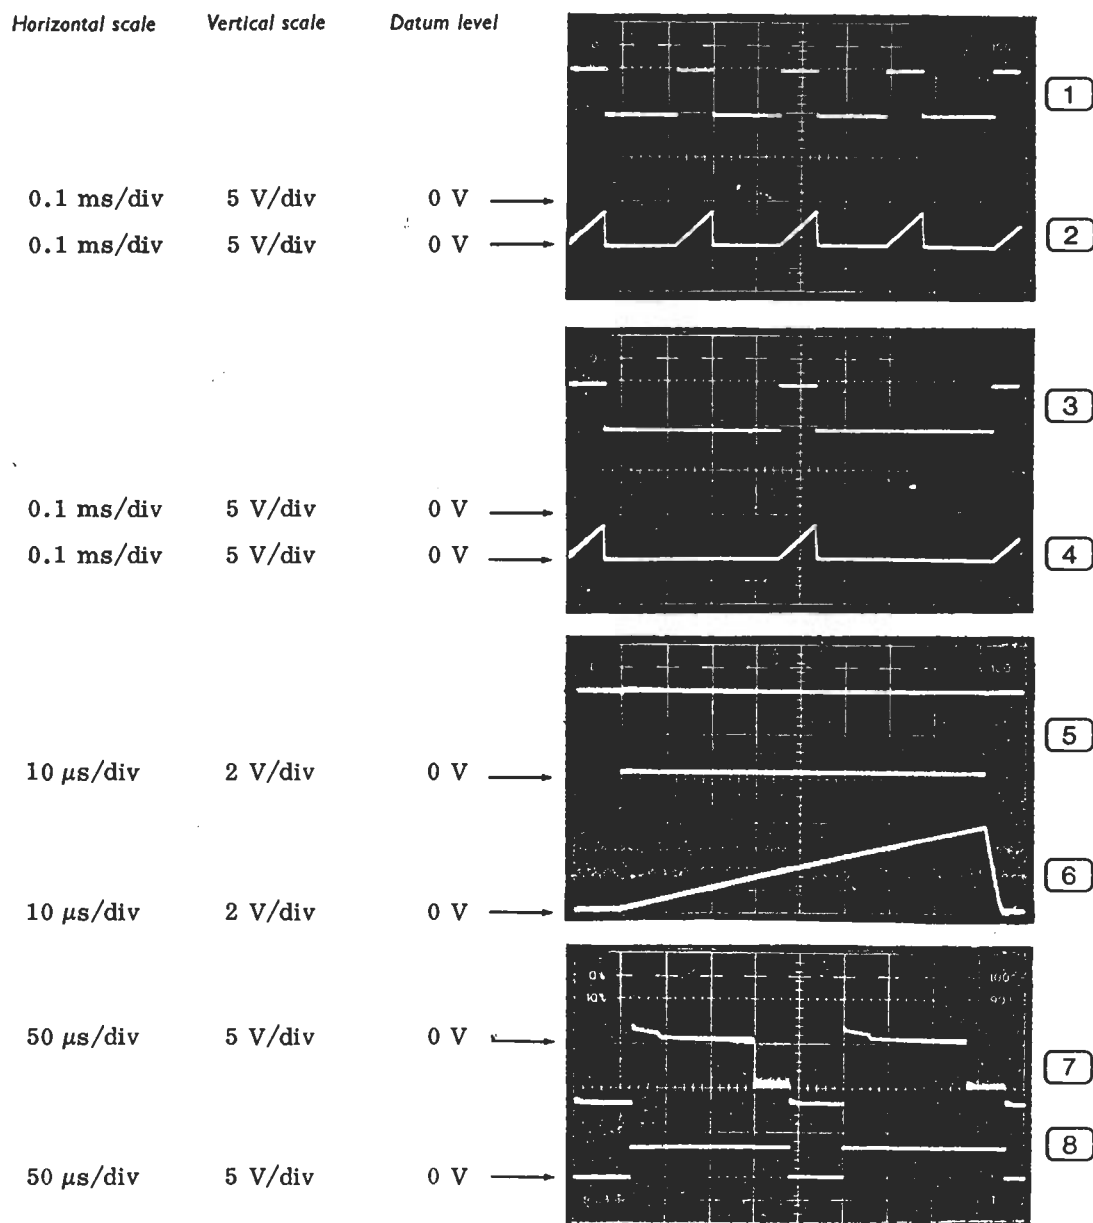 Horizontal scale Vertical scale Datum level
1
0.1 ms/div 5 V/div 0 V
0.1 ms/div 5 V/div 0 V
2
3
0.1 ms/div 5 V/div 0 V
0.1 ms/div 5 V/div 0 V
4
5
10 μs/div 2 V/div 0 V
6
10 μs/div 2 V/div 0 V
100
90
50 μs/div 5 V/div 0 V
7
8
50 μs/div 5 V/div 0 V